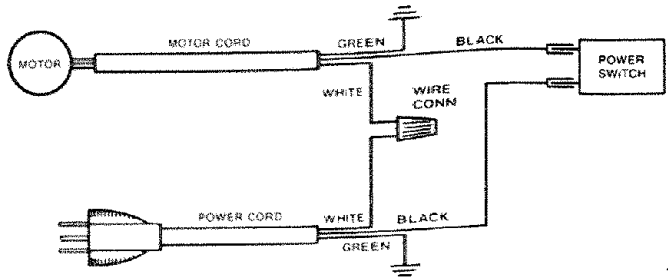 MOTOR
MOTOR CORD
GREEN
BLACK
POWER
SWITCH
WHITE
WIRE
CONN
POWER CORD
WHITE
BLACK
GREEN